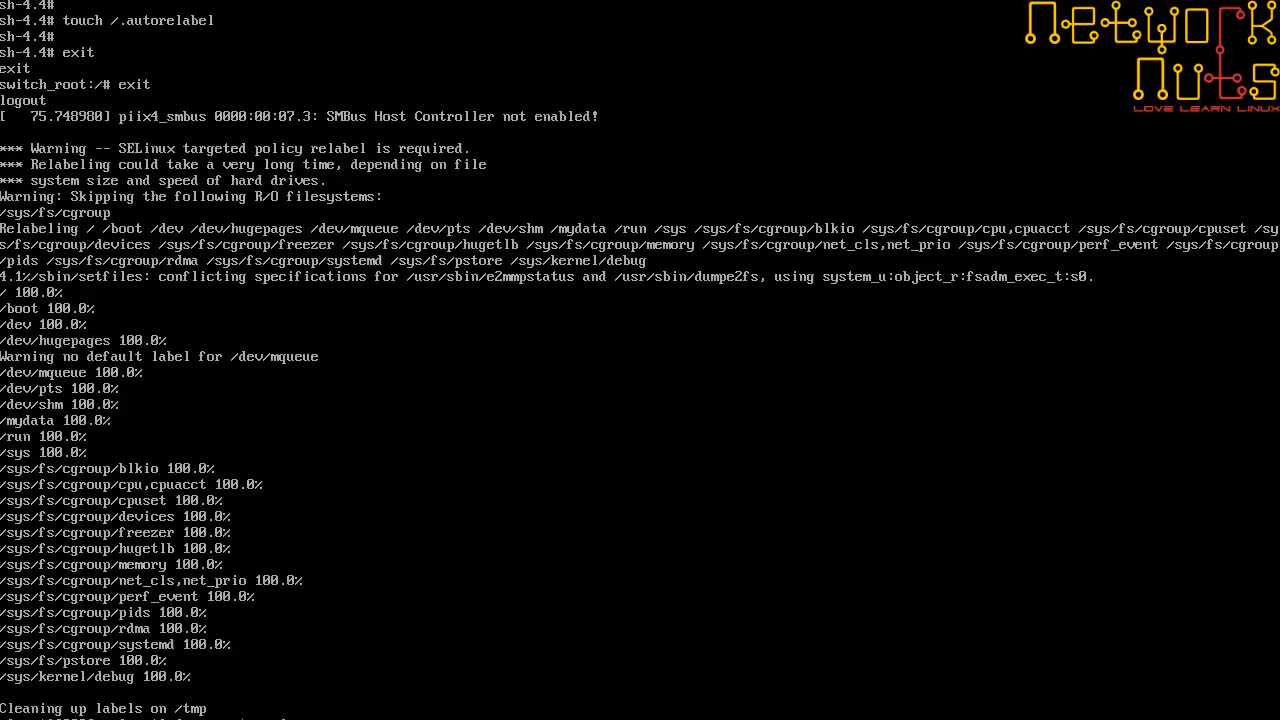 sh-4.4#
sh-4.4# touch /.autorelabel
sh-4.4#
sh-4.4# exit
exit
switch_root:/# exit
logout
[   75.748980] piix4_smbus 0000:00:07.3: SMBus Host Controller not enabled!

*** Warning -- SELinux targeted policy relabel is required.
*** Relabeling could take a very long time, depending on file
*** system size and speed of hard drives.
Warning: Skipping the following R/O filesystems:
/sys/fs/cgroup
Relabeling / /boot /dev /dev/hugepages /dev/mqueue /dev/pts /dev/shm /mydata /run /sys /sys/fs/cgroup/blkio /sys/fs/cgroup/cpu,cpuacct /sys/fs/cgroup/cpuset /sy
s/fs/cgroup/devices /sys/fs/cgroup/freezer /sys/fs/cgroup/hugetlb /sys/fs/cgroup/memory /sys/fs/cgroup/net_cls,net_prio /sys/fs/cgroup/perf_event /sys/fs/cgroup
/pids /sys/fs/cgroup/rdma /sys/fs/cgroup/systemd /sys/fs/pstore /sys/kernel/debug
4.1%/sbin/setfiles: conflicting specifications for /usr/sbin/e2mmpstatus and /usr/sbin/dumpe2fs, using system_u:object_r:fsadm_exec_t:s0.
/ 100.0%
/boot 100.0%
/dev 100.0%
/dev/hugepages 100.0%
Warning no default label for /dev/mqueue
/dev/mqueue 100.0%
/dev/pts 100.0%
/dev/shm 100.0%
/mydata 100.0%
/run 100.0%
/sys 100.0%
/sys/fs/cgroup/blkio 100.0%
/sys/fs/cgroup/cpu,cpuacct 100.0%
/sys/fs/cgroup/cpuset 100.0%
/sys/fs/cgroup/devices 100.0%
/sys/fs/cgroup/freezer 100.0%
/sys/fs/cgroup/hugetlb 100.0%
/sys/fs/cgroup/memory 100.0%
/sys/fs/cgroup/net_cls,net_prio 100.0%
/sys/fs/cgroup/perf_event 100.0%
/sys/fs/cgroup/pids 100.0%
/sys/fs/cgroup/rdma 100.0%
/sys/fs/cgroup/systemd 100.0%
/sys/fs/pstore 100.0%
/sys/kernel/debug 100.0%

Cleaning up labels on /tmp
Network
Nuts
LOVE LEARN LINUX